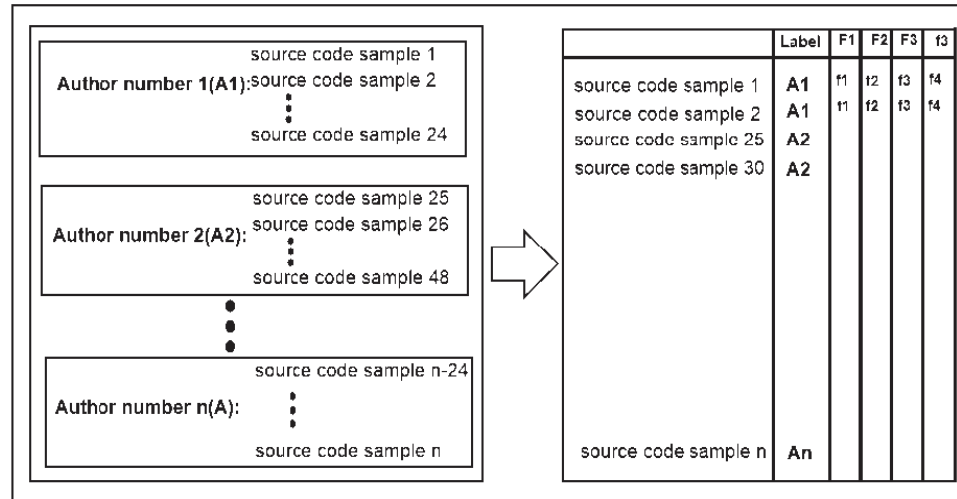 source code sample 1
Author number 1(A1):source code sample 2
source code sample 24
source code sample 25
Author number 2(A2): source code sample 26
source code sample 48
source code sample n-24
Author number n(A):
source code sample n
Label F1 F2 F3 f3
source code sample 1 A1 f1 f2 f3 f4
source code sample 2 A1 f1 f2 f3 f4
source code sample 25 A2
source code sample 30 A2
source code sample n An